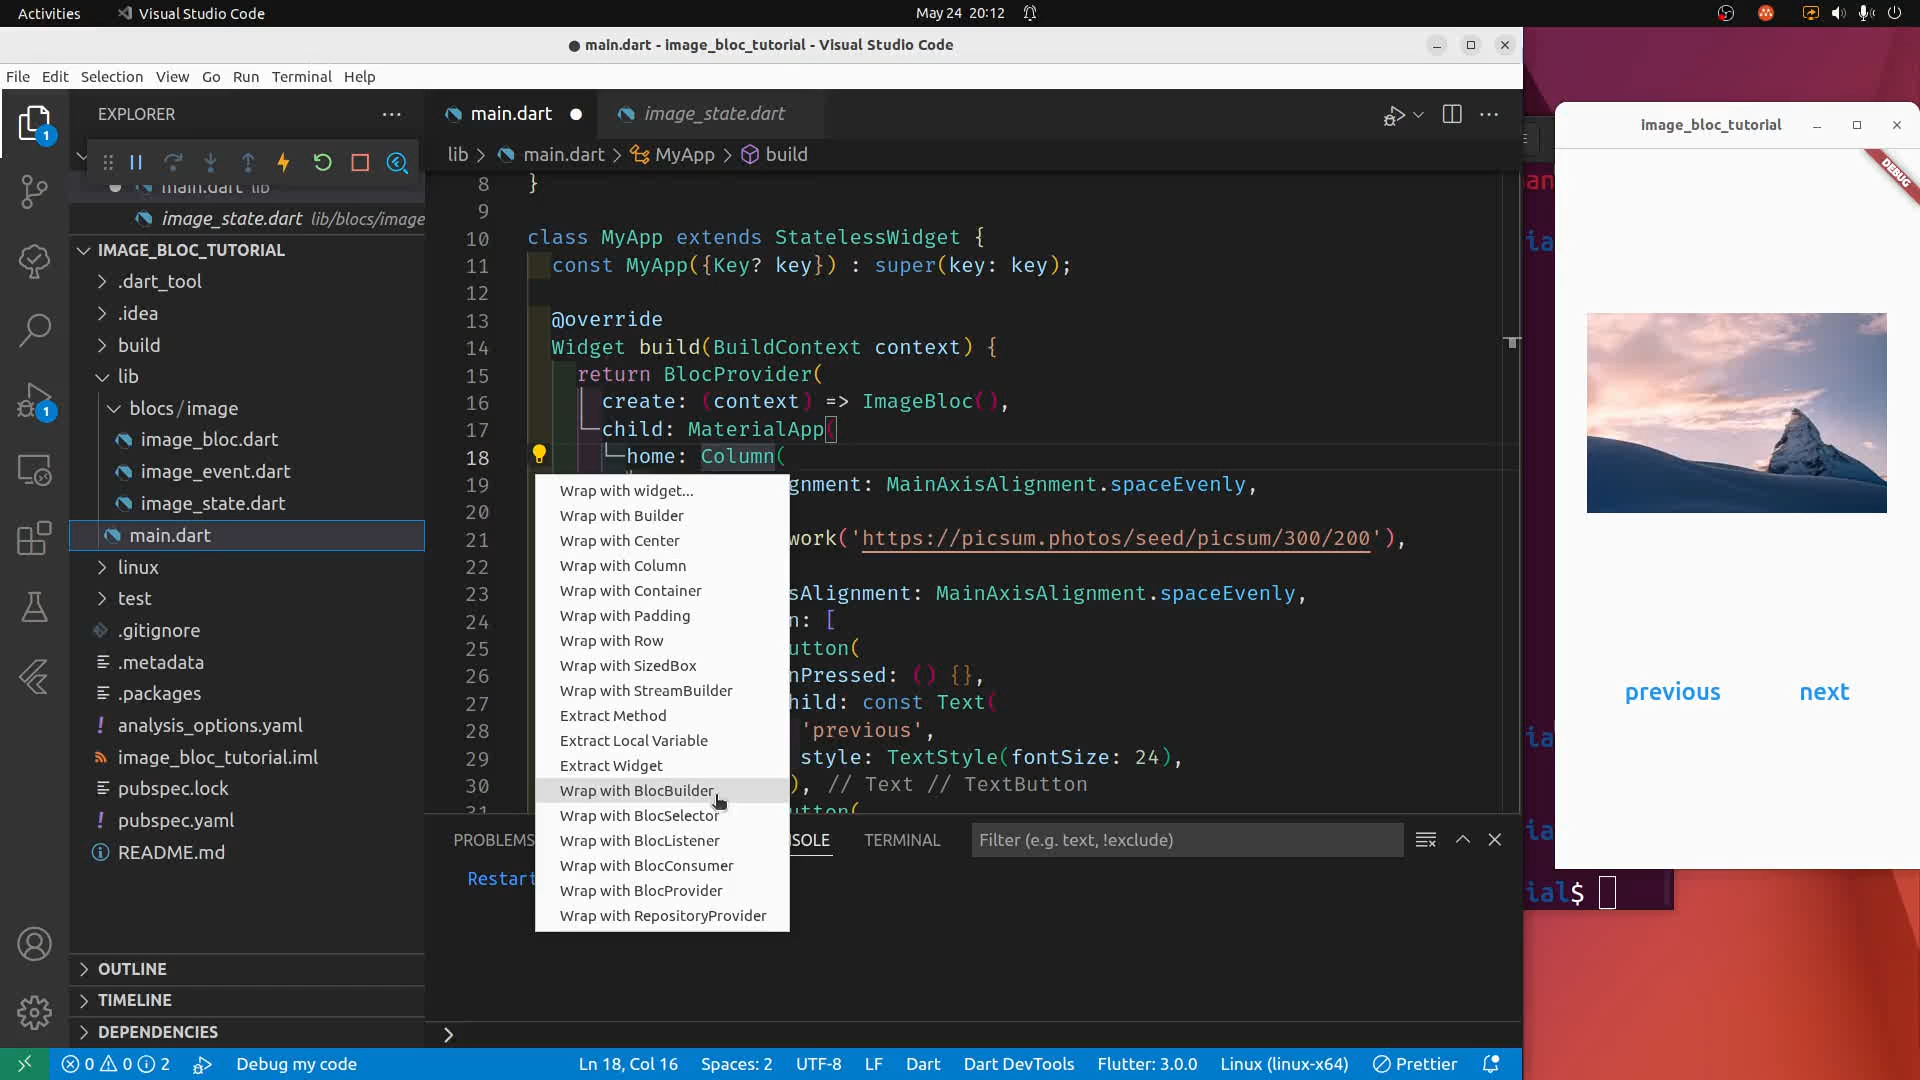 Activities
Visual Studio Code
May 24 20:12
main.dart - image_bloc_tutorial - Visual Studio Code
File Edit Selection View Go Run Terminal Help
EXPLORER
main.dart
image_state.dart
lib > main.dart > MyApp > build
main.dart lib
image_state.dart lib/blocs/image
IMAGE_BLOC_TUTORIAL
.dart_tool
.idea
build
lib
blocs/image
image_bloc.dart
image_event.dart
image_state.dart
main.dart
linux
test
.gitignore
.metadata
.packages
analysis_options.yaml
image_bloc_tutorial.iml
pubspec.lock
pubspec.yaml
README.md
OUTLINE
TIMELINE
DEPENDENCIES
1
1
8 }
9
10 class MyApp extends StatelessWidget {
11 const MyApp({Key? key}) : super(key: key);
12
13 @override
14 Widget build(BuildContext context) {
15 return BlocProvider(
16 create: (context) => ImageBloc(),
17 child: MaterialApp(
18 home: Column(
19 gnment: MainAxisAlignment.spaceEvenly,
20
21 work('https://picsum.photos/seed/picsum/300/200'),
22
23 sAlignment: MainAxisAlignment.spaceEvenly,
24 n: [
25 utton(
26 nPressed: () {},
27 hild: const Text(
28 'previous',
29 style: TextStyle(fontSize: 24),
30 ), // Text // TextButton
31 utton(
Wrap with widget...
Wrap with Builder
Wrap with Center
Wrap with Column
Wrap with Container
Wrap with Padding
Wrap with Row
Wrap with SizedBox
Wrap with StreamBuilder
Extract Method
Extract Local Variable
Extract Widget
Wrap with BlocBuilder
Wrap with BlocSelector
Wrap with BlocListener
Wrap with BlocConsumer
Wrap with BlocProvider
Wrap with RepositoryProvider
PROBLEMS
SOLE
TERMINAL
Filter (e.g. text, !exclude)
Restart
image_bloc_tutorial
DEBUG
previous
next
an
ia
ia
ia
ial$
0 0 2
Debug my code
Ln 18, Col 16
Spaces: 2
UTF-8
LF
Dart
Dart DevTools
Flutter: 3.0.0
Linux (linux-x64)
Prettier